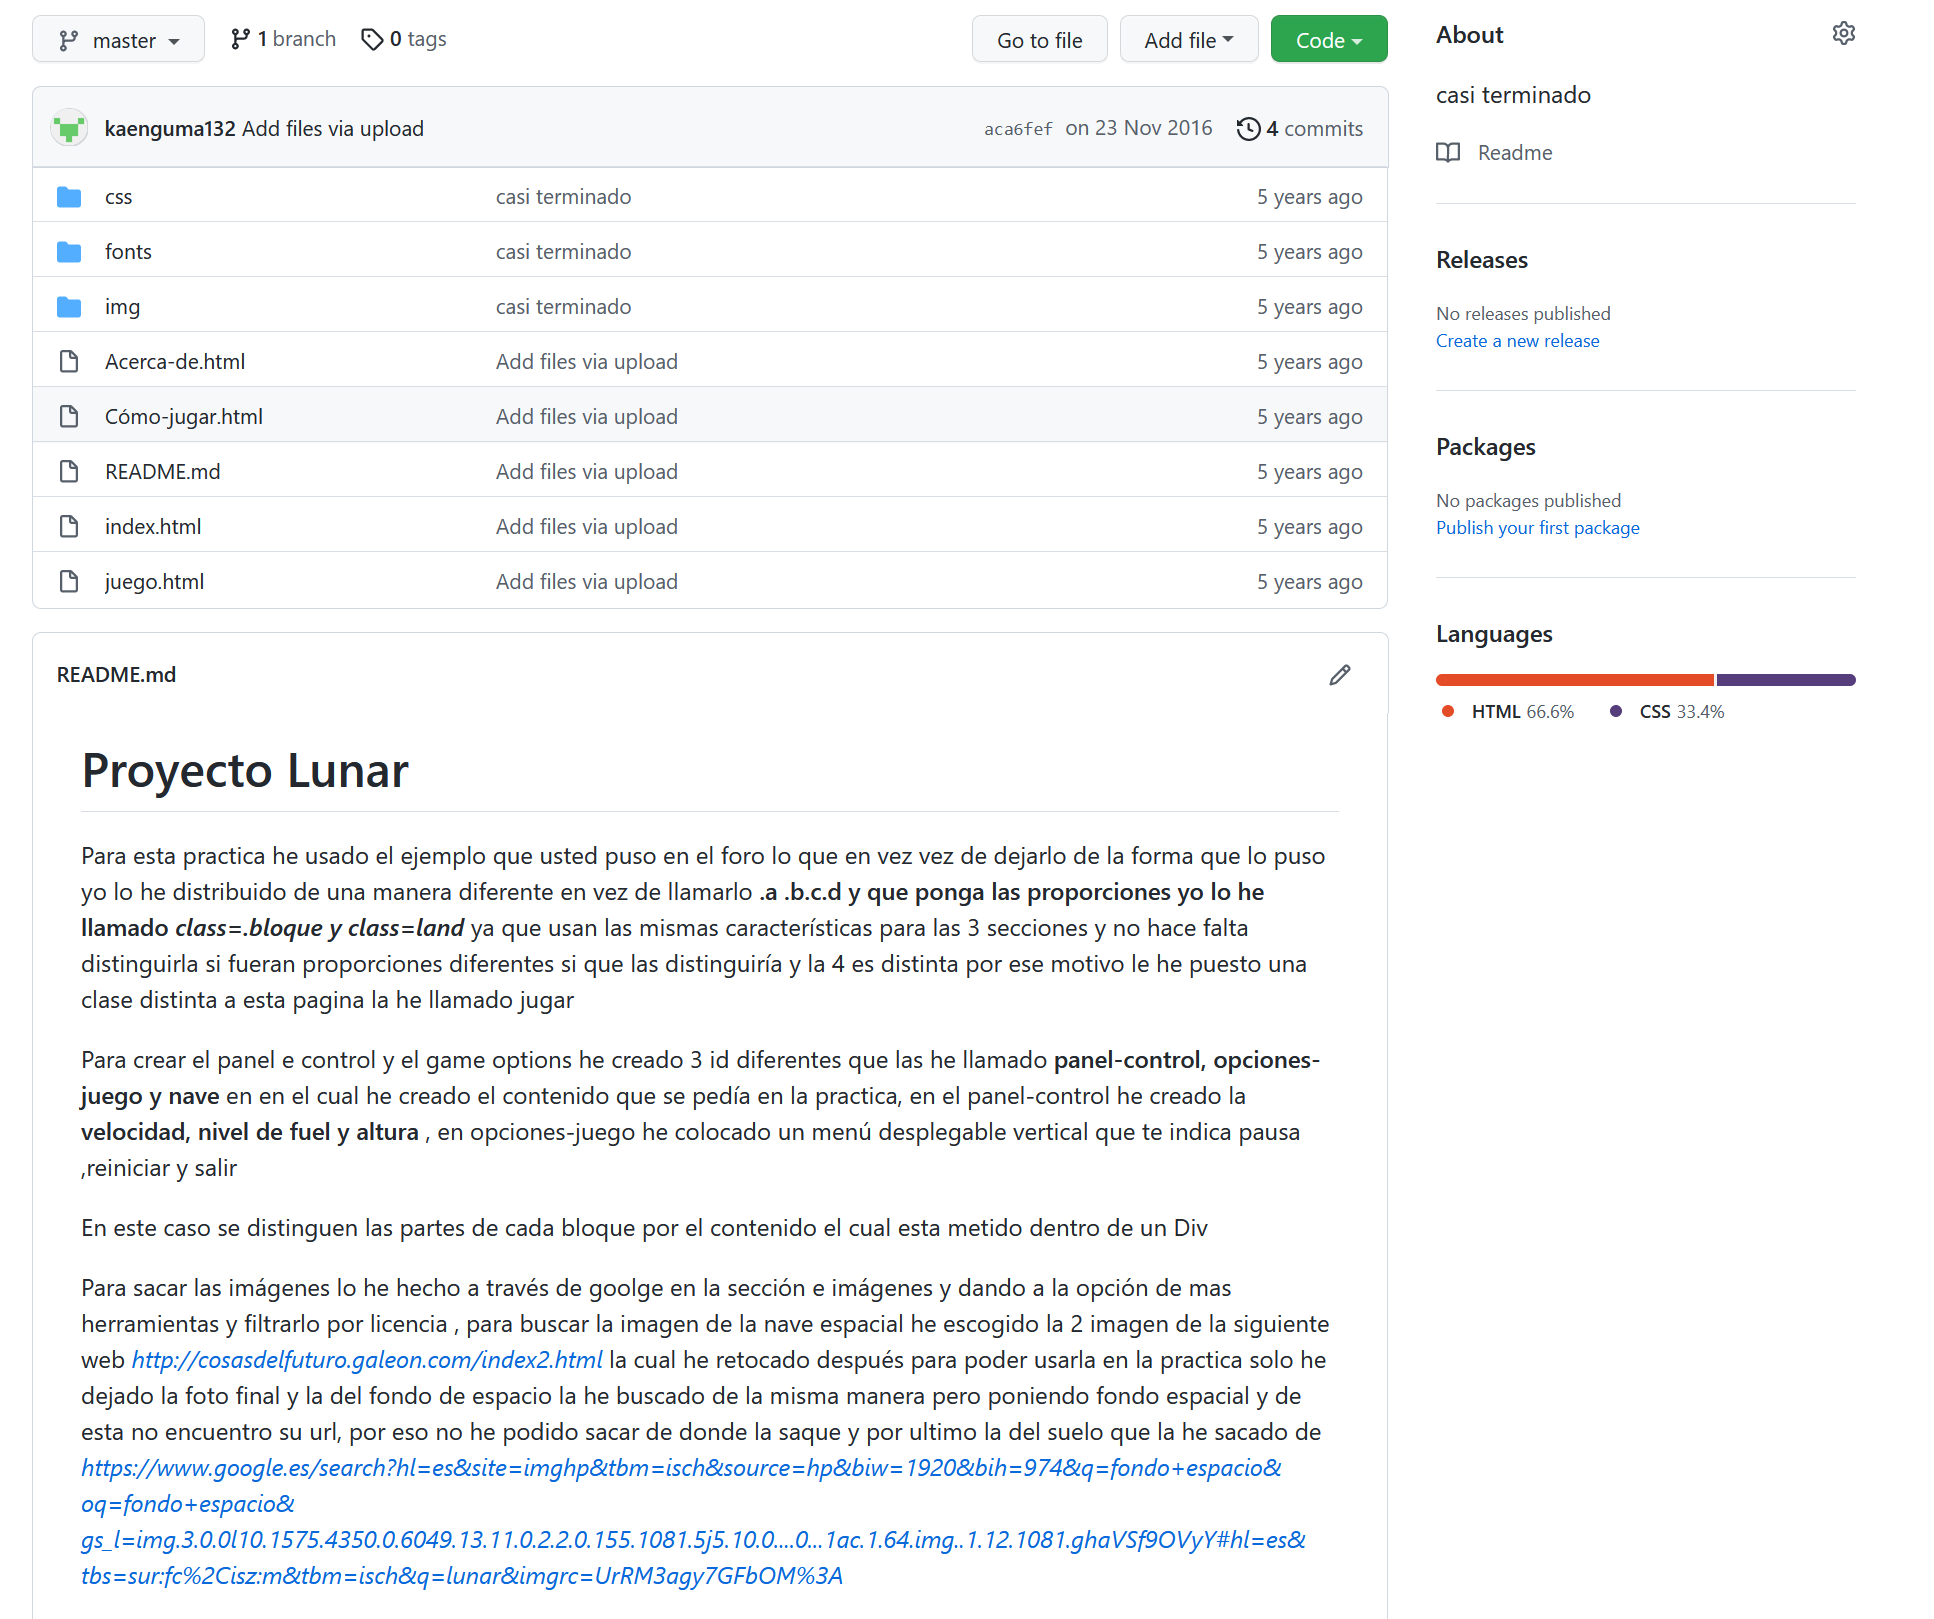 master
1 branch
0 tags
Go to file
Add file
Code
kaenguma132 Add files via upload
aca6fef on 23 Nov 2016
4 commits
css casi terminado 5 years ago
fonts casi terminado 5 years ago
img casi terminado 5 years ago
Acerca-de.html Add files via upload 5 years ago
Cómo-jugar.html Add files via upload 5 years ago
README.md Add files via upload 5 years ago
index.html Add files via upload 5 years ago
juego.html Add files via upload 5 years ago
README.md
Proyecto Lunar
Para esta practica he usado el ejemplo que usted puso en el foro lo que en vez vez de dejarlo de la forma que lo puso
yo lo he distribuido de una manera diferente en vez de llamarlo .a .b.c.d y que ponga las proporciones yo lo he
llamado class=.bloque y class=land ya que usan las mismas características para las 3 secciones y no hace falta
distinguirla si fueran proporciones diferentes si que las distinguiría y la 4 es distinta por ese motivo le he puesto una
clase distinta a esta pagina la he llamado jugar
Para crear el panel e control y el game options he creado 3 id diferentes que las he llamado panel-control, opciones-
juego y nave en en el cual he creado el contenido que se pedía en la practica, en el panel-control he creado la
velocidad, nivel de fuel y altura , en opciones-juego he colocado un menú desplegable vertical que te indica pausa
,reiniciar y salir
En este caso se distinguen las partes de cada bloque por el contenido el cual esta metido dentro de un Div
Para sacar las imágenes lo he hecho a través de goolge en la sección e imágenes y dando a la opción de mas
herramientas y filtrarlo por licencia , para buscar la imagen de la nave espacial he escogido la 2 imagen de la siguiente
web http://cosasdelfuturo.galeon.com/index2.html la cual he retocado después para poder usarla en la practica solo he
dejado la foto final y la del fondo de espacio la he buscado de la misma manera pero poniendo fondo espacial y de
esta no encuentro su url, por eso no he podido sacar de donde la saque y por ultimo la del suelo que la he sacado de
https://www.google.es/search?hl=es&site=imghp&tbm=isch&source=hp&biw=1920&bih=974&q=fondo+espacio&
oq=fondo+espacio&
gs_l=img.3.0.0l10.1575.4350.0.6049.13.11.0.2.2.0.155.1081.5j5.10.0....0...1ac.1.64.img..1.12.1081.ghaVSf9OVyY#hl=es&
tbs=sur:fc%2Cisz:m&tbm=isch&q=lunar&imgrc=UrRM3agy7GFbOM%3A
About
casi terminado
Readme
Releases
No releases published
Create a new release
Packages
No packages published
Publish your first package
Languages
HTML 66.6%
CSS 33.4%